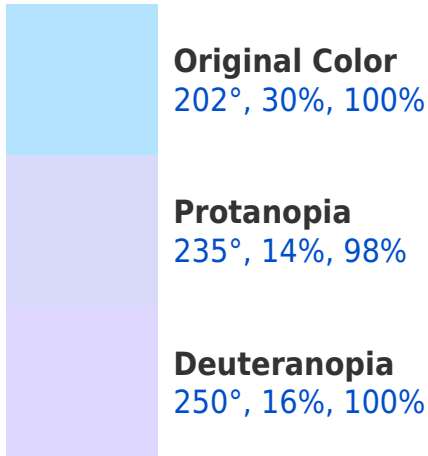 Original Color
202°, 30%, 100%
Protanopia
235°, 14%, 98%
Deuteranopia
250°, 16%, 100%